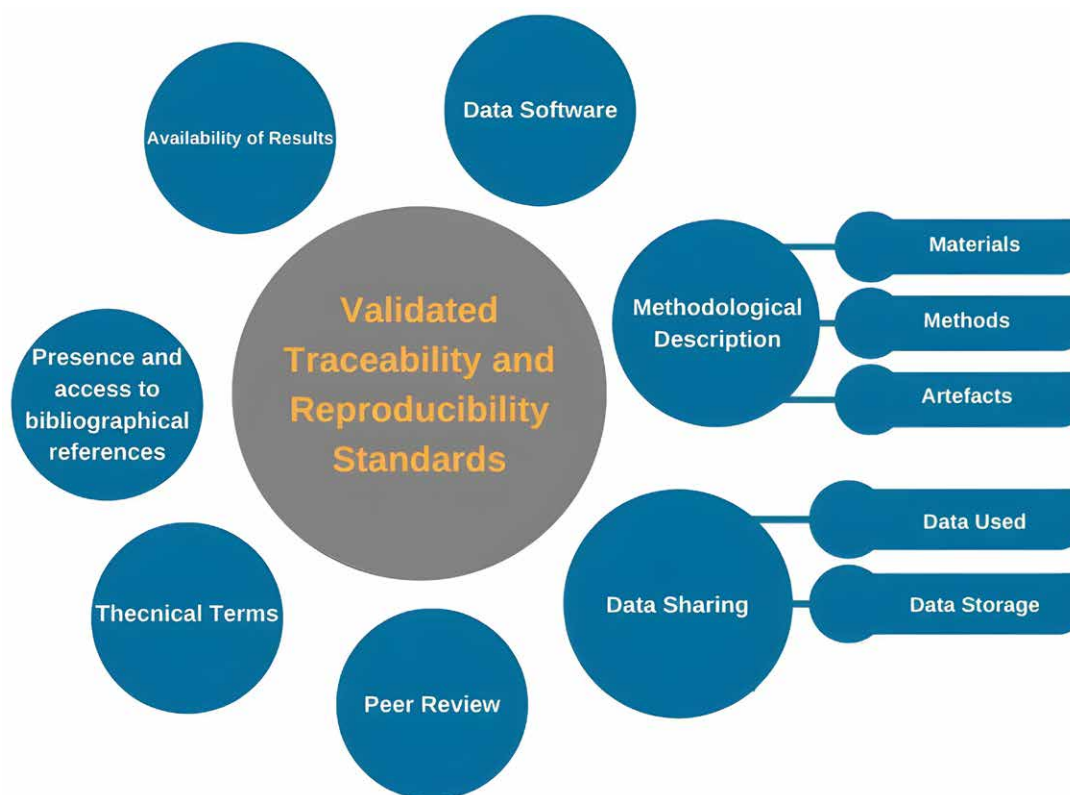 Data Software
Availability of Results
Validated
Traceability and
Reproducibility
Standards
Methodological
Description
Materials
Methods
Artefacts
Presence and
access to
bibliographical
references
Data Used
Data Sharing
Data Storage
Thecnical Terms
Peer Review